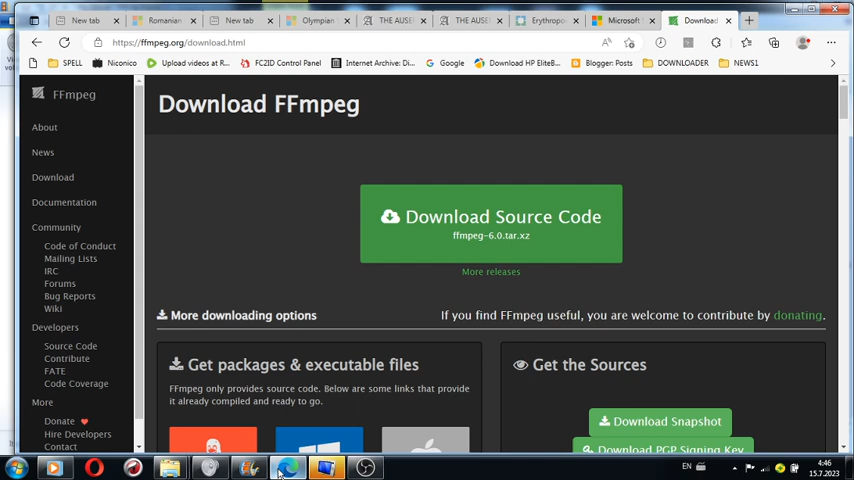 New tab
Romanian
New tab
Olympian
THE AUSE
THE AUSE
Erythropo
Microsoft
Downloa
https://ffmpeg.org/download.html
SPELL
Niconico
Upload videos at R...
FC2ID Control Panel
Internet Archive: Di...
Google
Download HP EliteB...
Blogger: Posts
DOWNLOADER
NEWS1
FFmpeg
About
News
Download
Documentation
Community
Code of Conduct
Mailing Lists
IRC
Forums
Bug Reports
Wiki
Developers
Source Code
Contribute
FATE
Code Coverage
More
Donate
Hire Developers
Contact
Download FFmpeg
Download Source Code
ffmpeg-6.0.tar.xz
More releases
More downloading options
If you find FFmpeg useful, you are welcome to contribute by donating.
Get packages & executable files
FFmpeg only provides source code. Below are some links that provide
it already compiled and ready to go.
Get the Sources
Download Snapshot
Download PGP Signing Key
EN
4:46
15.7.2023